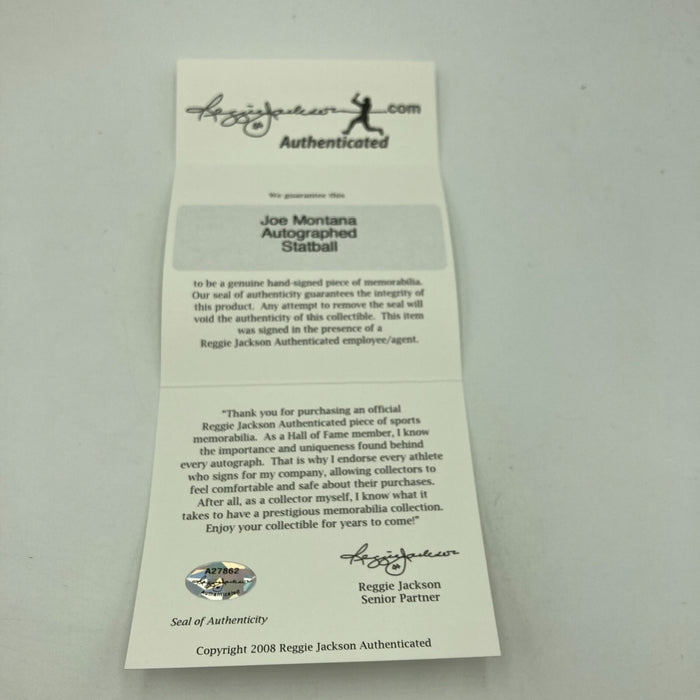 Reggie Jackson .com
Authenticated
We guarantee this
Joe Montana
Autographed
Statball
to be a genuine hand-signed piece of memorabilia.
Our seal of authenticity guarantees the integrity of
this product. Any attempt to remove the seal will
void the authenticity of this collectible. This item
was signed in the presence of a
Reggie Jackson Authenticated employee/agent.
"Thank you for purchasing an official
Reggie Jackson Authenticated piece of sports
memorabilia. As a Hall of Fame member, I know
the importance and uniqueness found behind
every autograph. That is why I endorse every athlete
who signs for my company, allowing collectors to
feel comfortable and safe about their purchases.
After all, as a collector myself, I know what it
takes to have a prestigious memorabilia collection.
Enjoy your collectible for years to come!"
A27862
Reggie Jackson
Authenticated
Seal of Authenticity
Reggie Jackson
Reggie Jackson
Senior Partner
Copyright 2008 Reggie Jackson Authenticated